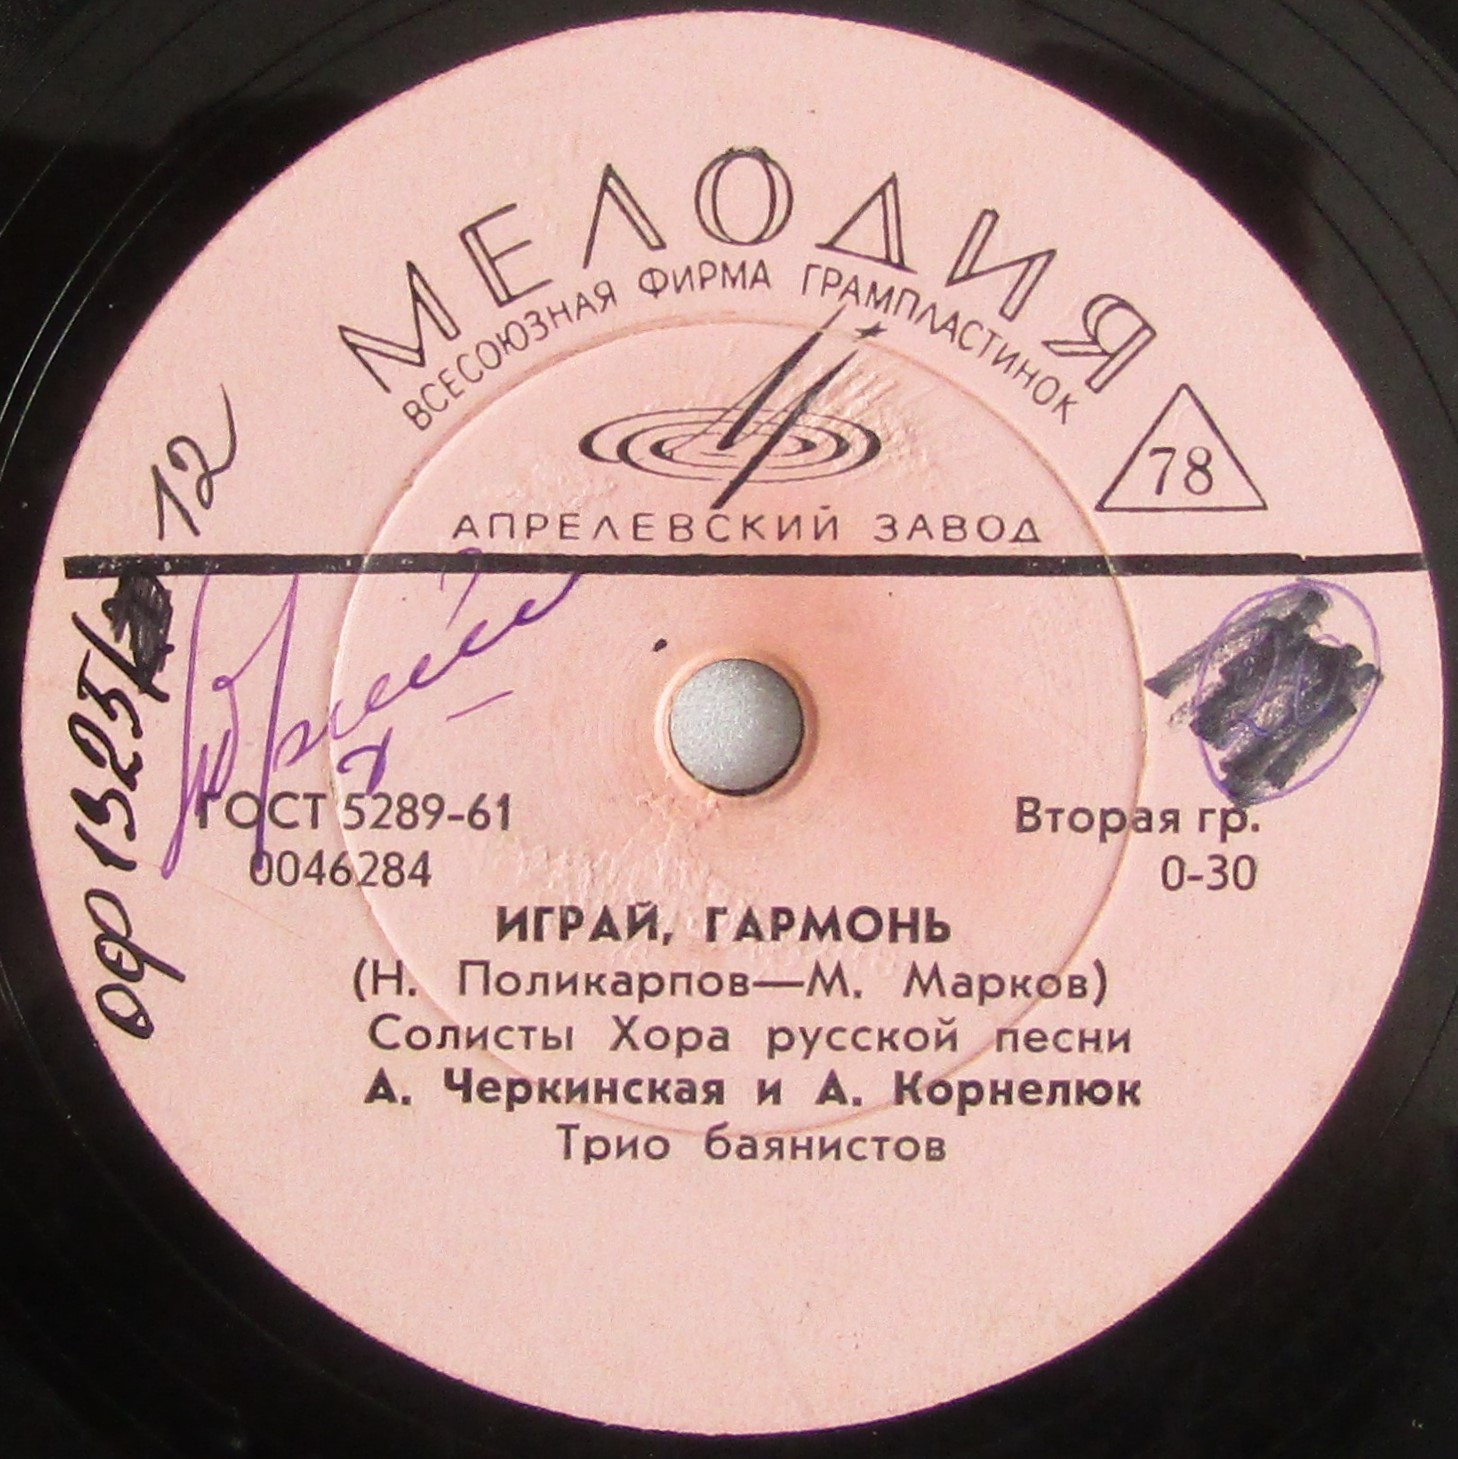 МЕЛОДИЯ
ВСЕСОЮЗНАЯ ФИРМА ГРАМПЛАСТИНОК
78
АПРЕЛЕВСКИЙ ЗАВОД
12
ГОСТ 5289-61
0046284
Вторая гр.
0-30
ИГРАЙ, ГАРМОНЬ
(Н. Поликарпов—М. Марков)
Солисты Хора русской песни
А. Черкинская и А. Корнелюк
Трио баянистов